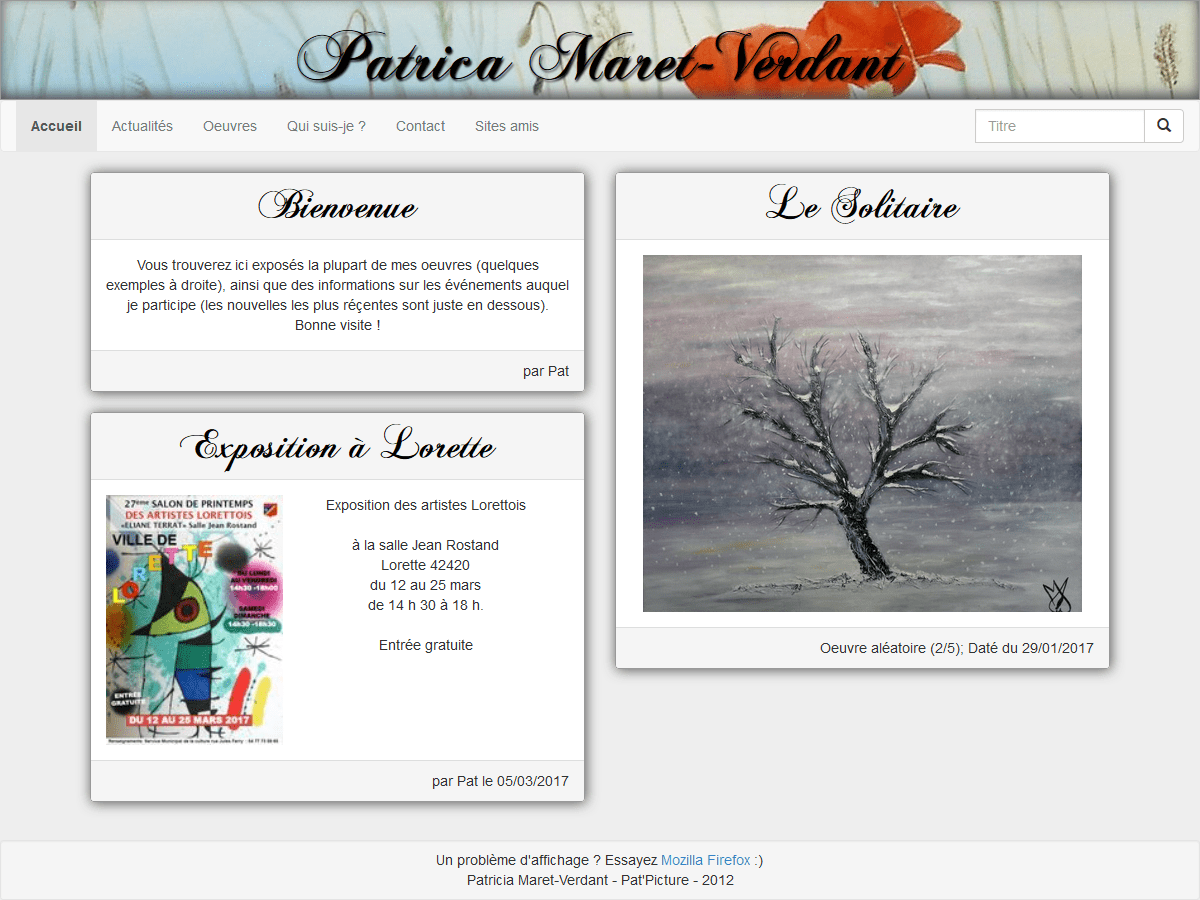 Patrica Maret-Verdant
Accueil
Actualités
Oeuvres
Qui suis-je ?
Contact
Sites amis
Titre
Bienvenue
Vous trouverez ici exposés la plupart de mes oeuvres (quelques
exemples à droite), ainsi que des informations sur les événements auquel
je participe (les nouvelles les plus réçentes sont juste en dessous).
Bonne visite !
par Pat
Exposition à Lorette
27ème SALON DE PRINTEMPS
DES ARTISTES LORETTOIS
«ELIANE TERRAT» Salle Jean Rostand
VILLE DE
LORETTE
DU LUNDI
AU VENDREDI
14h30 -18h00
SAMEDI
DIMANCHE
14h30 -18h30
ENTRÉE
GRATUITE
DU 12 AU 25 MARS 2017
Exposition des artistes Lorettois
à la salle Jean Rostand
Lorette 42420
du 12 au 25 mars
de 14 h 30 à 18 h.
Entrée gratuite
par Pat le 05/03/2017
Le Solitaire
Oeuvre aléatoire (2/5); Daté du 29/01/2017
Un problème d'affichage ? Essayez Mozilla Firefox :)
Patricia Maret-Verdant - Pat'Picture - 2012